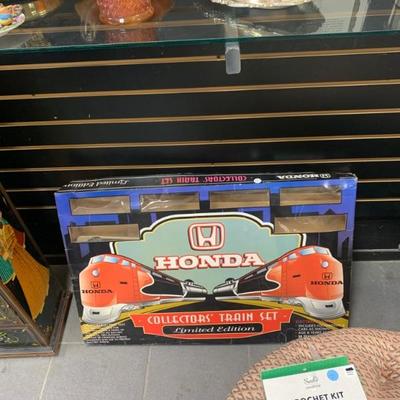 Limited Edition
COLLECTORS' TRAIN SET
HONDA
HONDA
HONDA
HONDA
COLLECTORS' TRAIN SET
Limited Edition
CROCHET KIT